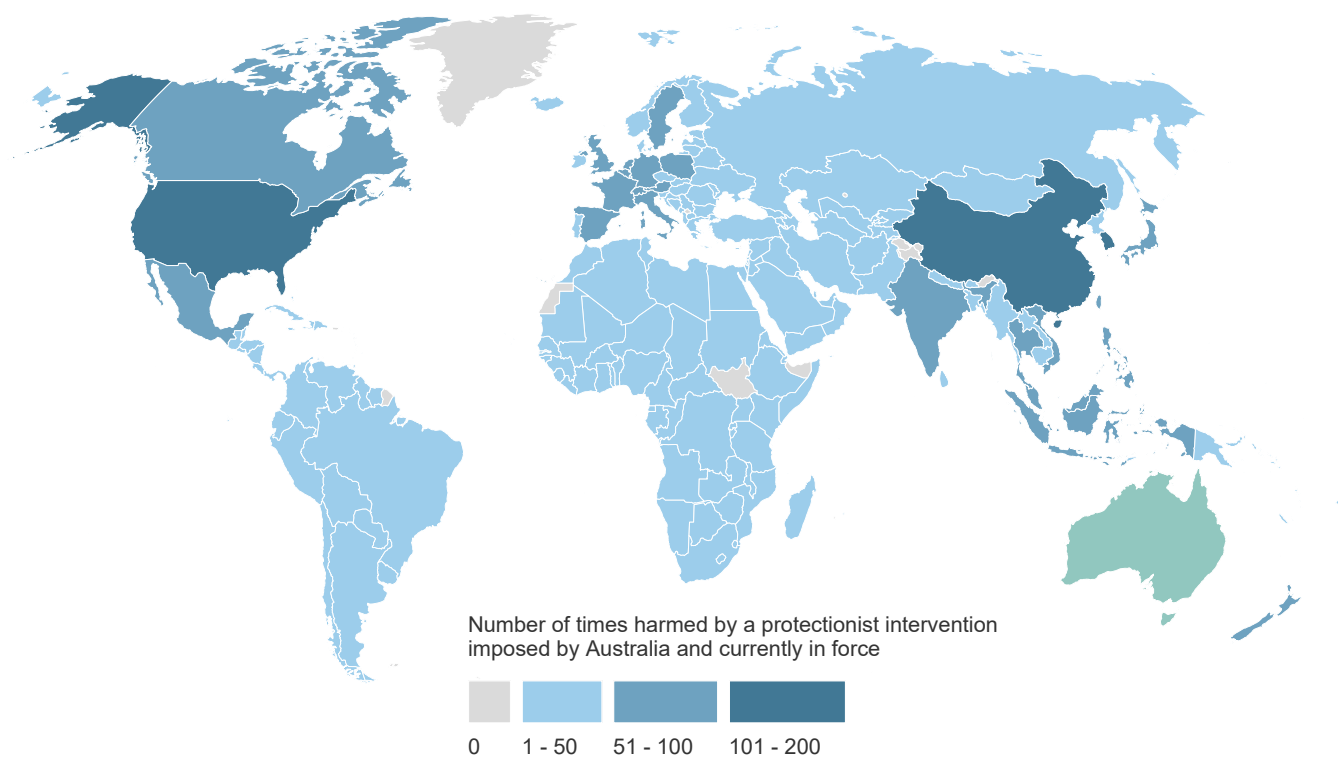 Number of times harmed by a protectionist intervention
imposed by Australia and currently in force
0 1 - 50 51 - 100 101 - 200